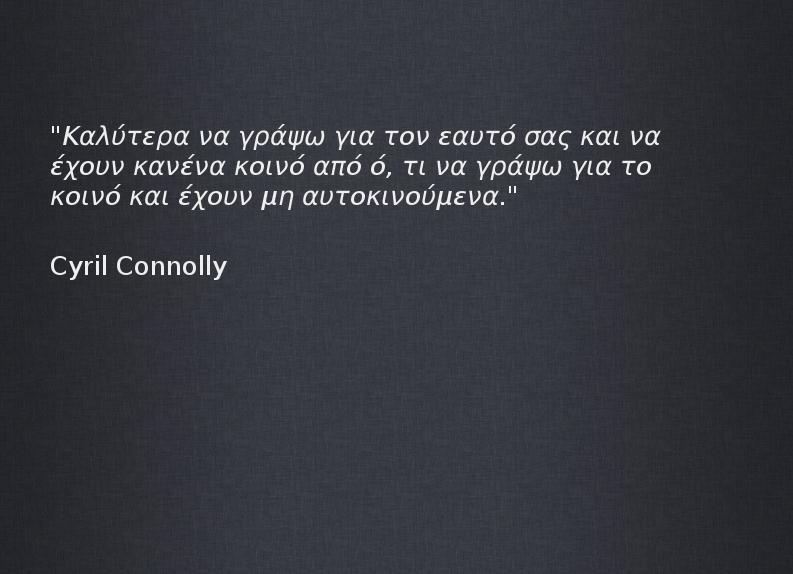 "Καλύτερα να γράψω για τον εαυτό σας και να
έχουν κανένα κοινό από ό, τι να γράψω για το
κοινό και έχουν μη αυτοκινούμενα."
Cyril Connolly